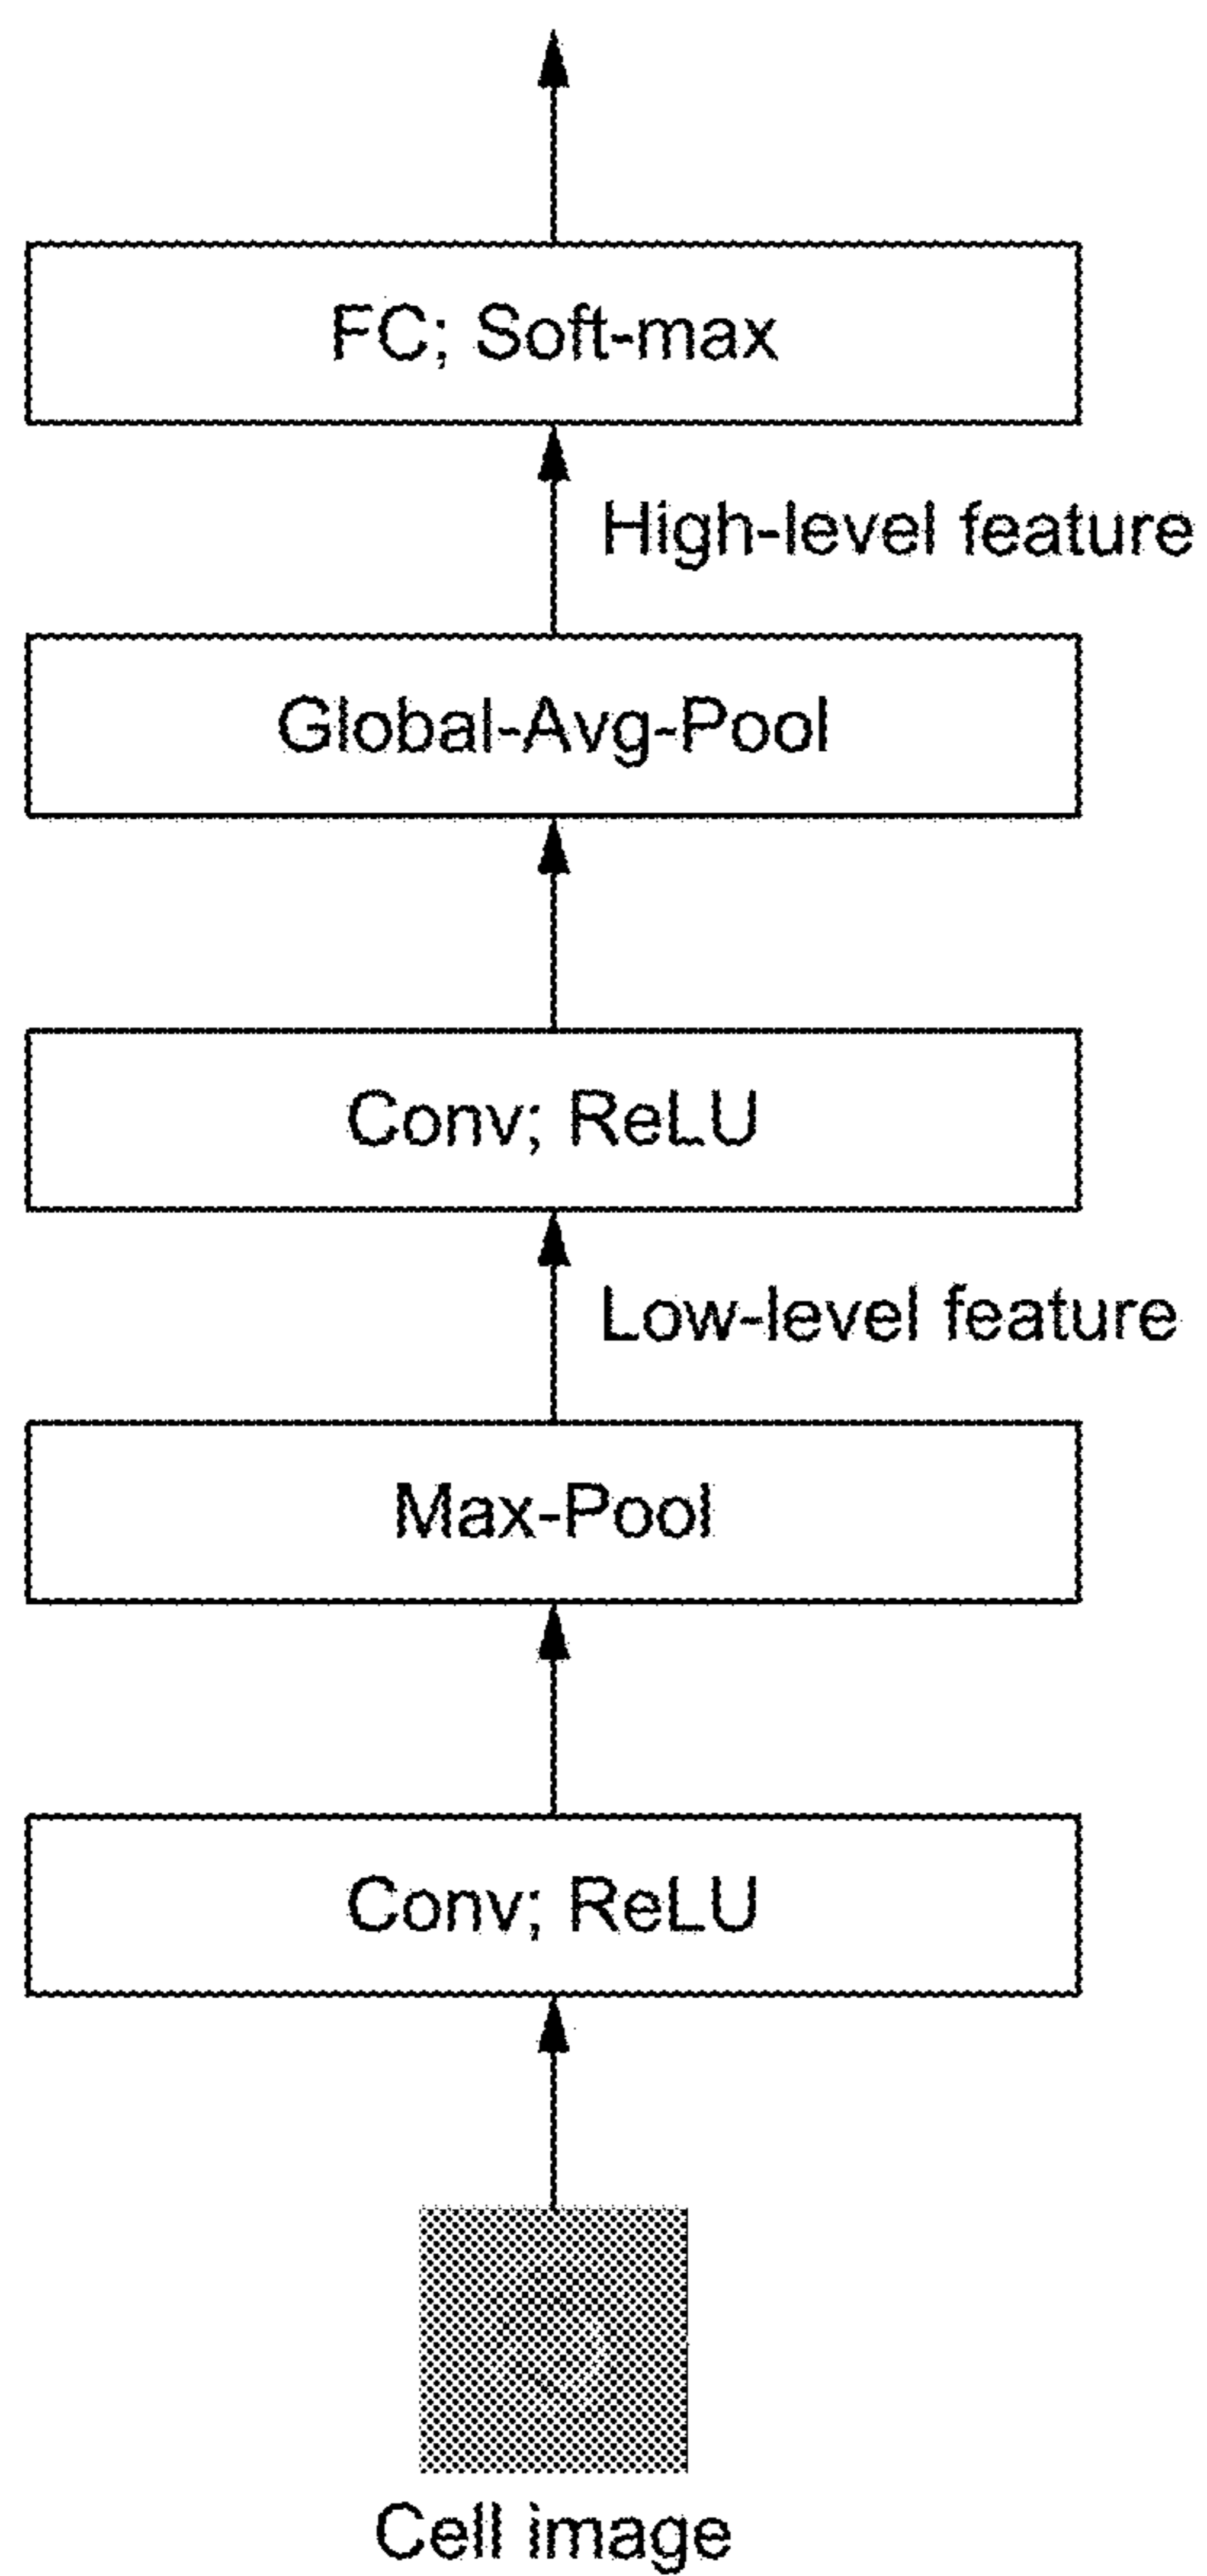 FC; Soft-max
High-level feature
Global-Avg-Pool
Conv; ReLU
Low-level feature
Max-Pool
Conv; ReLU
Cell image